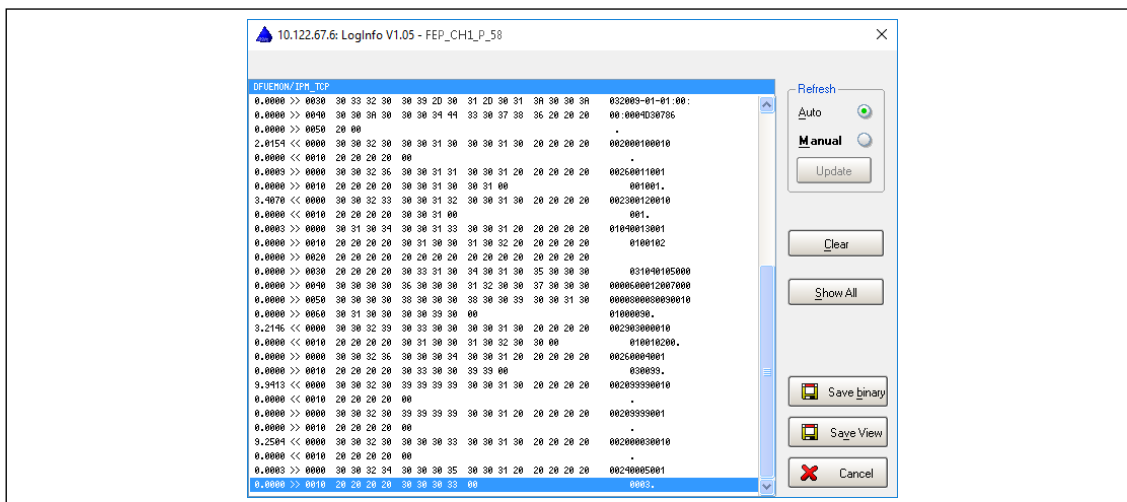 10.122.67.6: LogInfo V1.05 - FEP_CH1_P_58
DFUEMON/IPM_TCP
0.0000 >> 0030 30 33 32 30 30 39 2D 30 31 2D 30 31 3A 30 30 3A 032009-01-01:00:
0.0000 >> 0040 30 30 3A 30 30 30 34 44 33 30 37 38 36 20 20 20 00:0004D30786
0.0000 >> 0050 20 00 .
2.0154 << 0000 30 30 32 30 30 30 31 30 30 30 31 30 20 20 20 20 002000100010
0.0000 << 0010 20 20 20 20 00 .
0.0009 >> 0000 30 30 32 36 30 30 31 31 30 30 31 20 20 20 20 20 00260011001
0.0000 >> 0010 20 20 20 20 30 30 31 30 30 31 00 001001.
3.4070 << 0000 30 30 32 33 30 30 31 32 30 30 31 30 20 20 20 20 002300120010
0.0000 << 0010 20 20 20 20 30 30 31 00 001.
0.0003 >> 0000 30 31 30 34 30 30 31 33 30 30 31 20 20 20 20 20 01040013001
0.0000 >> 0010 20 20 20 20 30 31 30 30 31 30 32 20 20 20 20 20 0100102
0.0000 >> 0020 20 20 20 20 20 20 20 20 20 20 20 20 20 20 20 20
0.0000 >> 0030 20 20 20 20 30 33 31 30 34 30 31 30 35 30 30 30 031040105000
0.0000 >> 0040 30 30 30 30 36 30 30 30 31 32 30 30 37 30 30 30 0000600012007000
0.0000 >> 0050 30 30 30 30 38 30 30 30 38 30 30 39 30 30 31 30 0000800080090010
0.0000 >> 0060 30 31 30 30 30 30 39 30 00 01000090.
3.2146 << 0000 30 30 32 39 30 33 30 30 30 30 31 30 20 20 20 20 002903000010
0.0000 << 0010 20 20 20 20 30 31 30 30 31 30 32 30 30 00 010010200.
0.0000 >> 0000 30 30 32 36 30 30 30 34 30 30 31 20 20 20 20 20 00260004001
0.0000 >> 0010 20 20 20 20 30 33 30 30 39 39 00 030099.
9.9413 << 0000 30 30 32 30 39 39 39 39 30 30 31 30 20 20 20 20 002099990010
0.0000 << 0010 20 20 20 20 00 .
0.0000 >> 0000 30 30 32 30 39 39 39 39 30 30 31 20 20 20 20 20 00209999001
0.0000 >> 0010 20 20 20 20 00 .
9.2504 << 0000 30 30 32 30 30 30 30 33 30 30 31 30 20 20 20 20 002000030010
0.0000 << 0010 20 20 20 20 00 .
0.0003 >> 0000 30 30 32 34 30 30 30 35 30 30 31 20 20 20 20 20 00240005001
0.0000 >> 0010 20 20 20 20 30 30 30 33 00 0003.
Refresh
Auto
Manual
Update
Clear
Show All
Save binary
Save View
Cancel